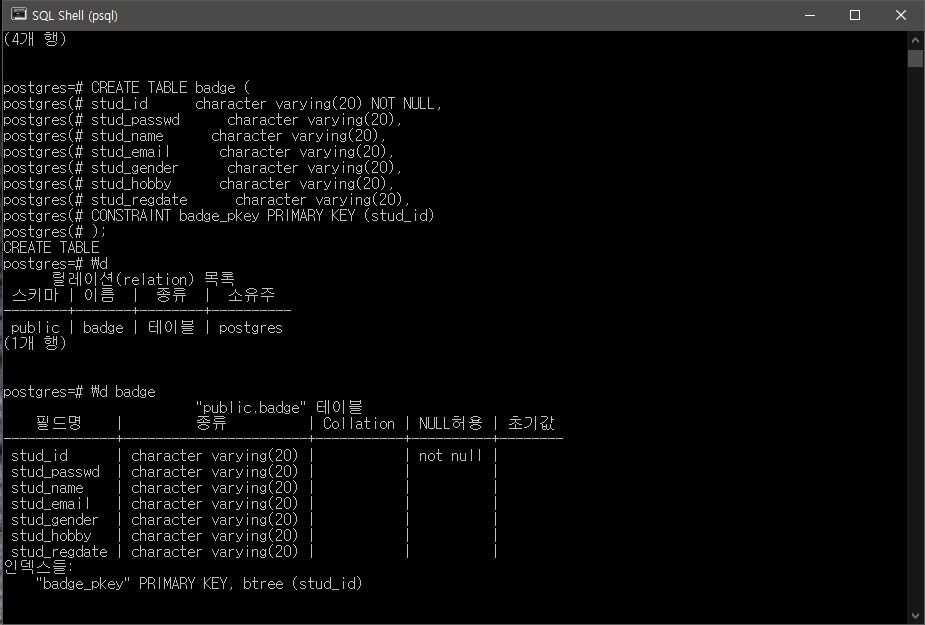 SQL Shell (psql)
(4개 행)
postgres=# CREATE TABLE badge (
postgres(# stud_id      character varying(20) NOT NULL,
postgres(# stud_passwd      character varying(20),
postgres(# stud_name      character varying(20),
postgres(# stud_email      character varying(20),
postgres(# stud_gender      character varying(20),
postgres(# stud_hobby      character varying(20),
postgres(# stud_regdate      character varying(20),
postgres(# CONSTRAINT badge_pkey PRIMARY KEY (stud_id)
postgres(# );
CREATE TABLE
postgres=# ₩d
      릴레이션(relation) 목록
 스키마 | 이름  |  종류  |  소유주
--------+-------+--------+----------
 public | badge | 테이블 | postgres
(1개 행)
postgres=# ₩d badge
                        "public.badge" 테이블
    필드명    |         종류          | Collation | NULL허용 | 초기값
--------------+-----------------------+-----------+----------+--------
 stud_id      | character varying(20) |           | not null |
 stud_passwd  | character varying(20) |           |          |
 stud_name    | character varying(20) |           |          |
 stud_email   | character varying(20) |           |          |
 stud_gender  | character varying(20) |           |          |
 stud_hobby   | character varying(20) |           |          |
 stud_regdate | character varying(20) |           |          |
인덱스들:
    "badge_pkey" PRIMARY KEY, btree (stud_id)